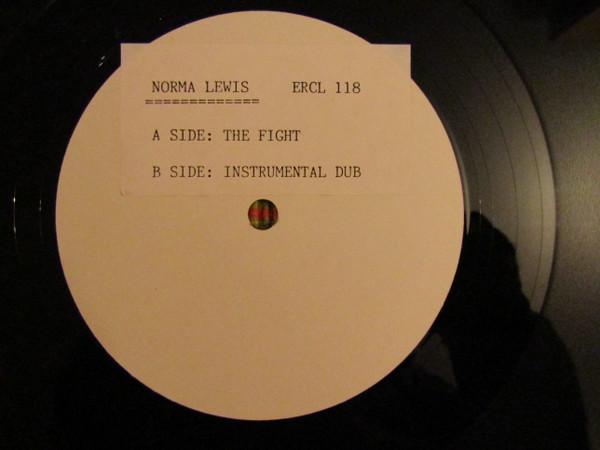 NORMA LEWIS ERCL 118
=============
A SIDE: THE FIGHT
B SIDE: INSTRUMENTAL DUB